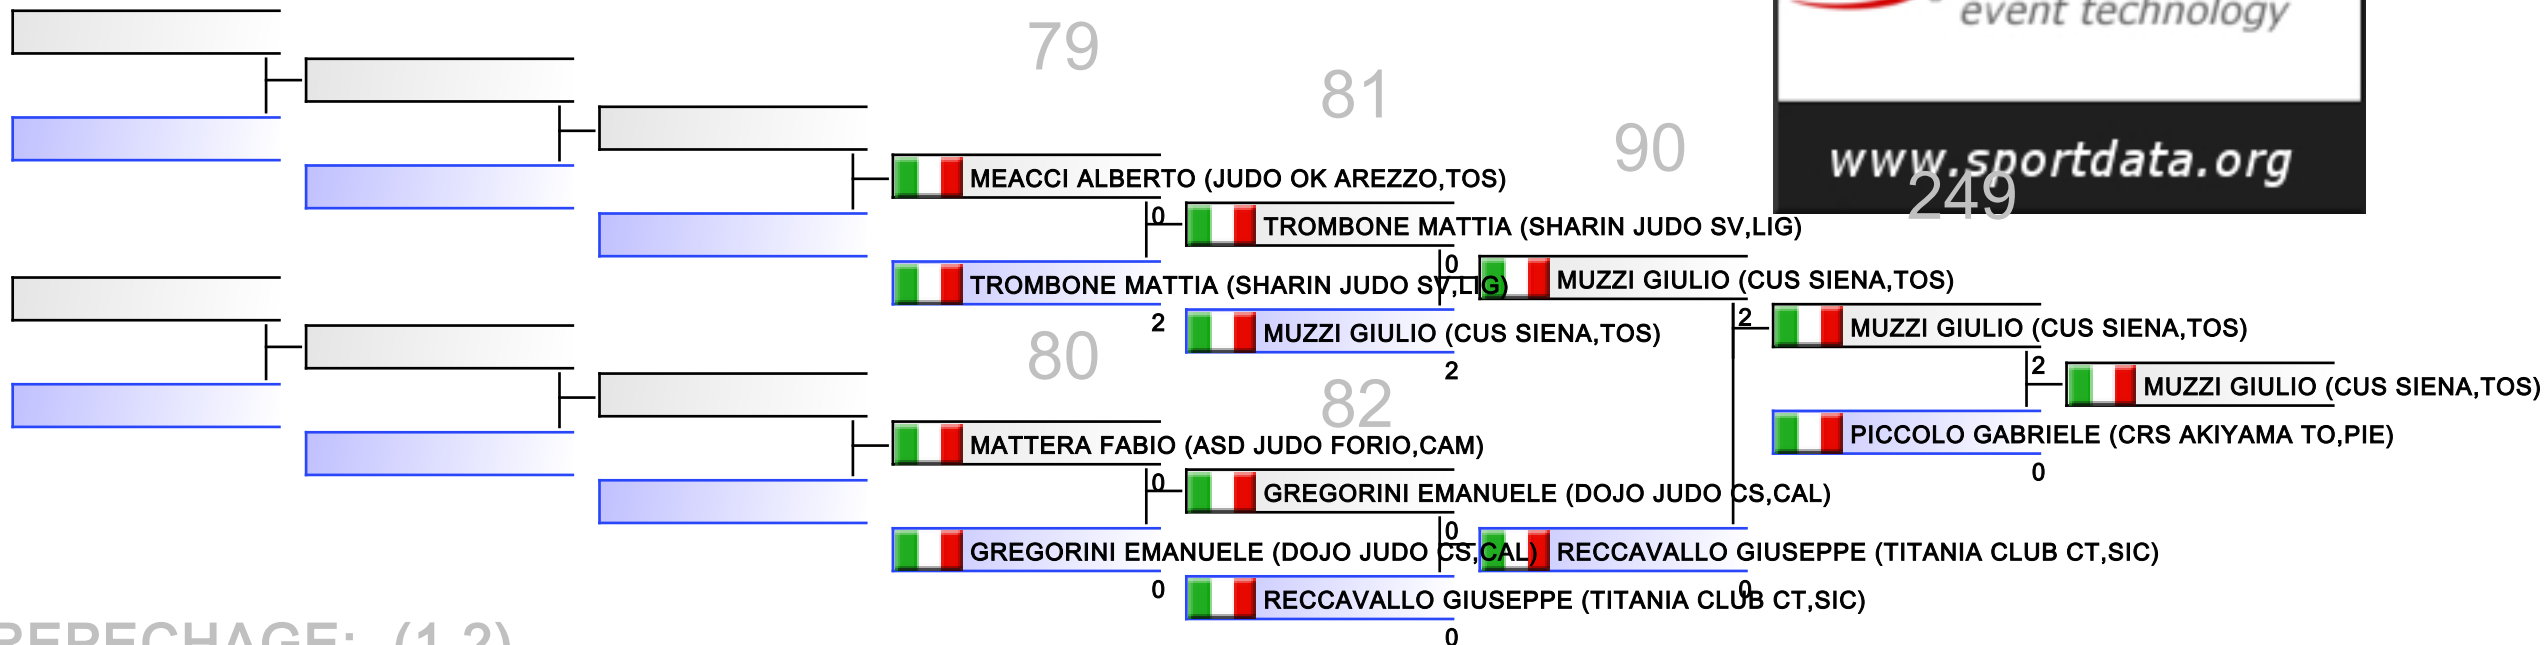 event technology
79
81
90
www.sportdata.org
249
MEACCI ALBERTO (JUDO OK AREZZO,TOS)
0
TROMBONE MATTIA (SHARIN JUDO SV,LIG)
0
TROMBONE MATTIA (SHARIN JUDO SV,LIG)
2
MUZZI GIULIO (CUS SIENA,TOS)
2
MUZZI GIULIO (CUS SIENA,TOS)
2
MUZZI GIULIO (CUS SIENA,TOS)
2
MUZZI GIULIO (CUS SIENA,TOS)
80
82
MATTERA FABIO (ASD JUDO FORIO,CAM)
0
PICCOLO GABRIELE (CRS AKIYAMA TO,PIE)
0
GREGORINI EMANUELE (DOJO JUDO CS,CAL)
0
GREGORINI EMANUELE (DOJO JUDO CS,CAL)
0
RECCAVALLO GIUSEPPE (TITANIA CLUB CT,SIC)
0
RECCAVALLO GIUSEPPE (TITANIA CLUB CT,SIC)
0
REPECHAGE: (1,2)